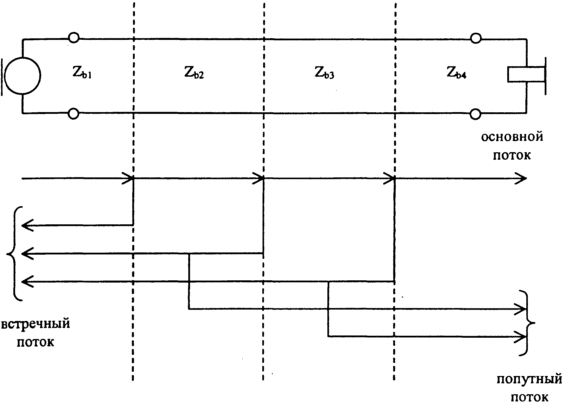 Zb1 Zb2 Zb3 Zb4
основной
поток
встречный
поток
попутный
поток